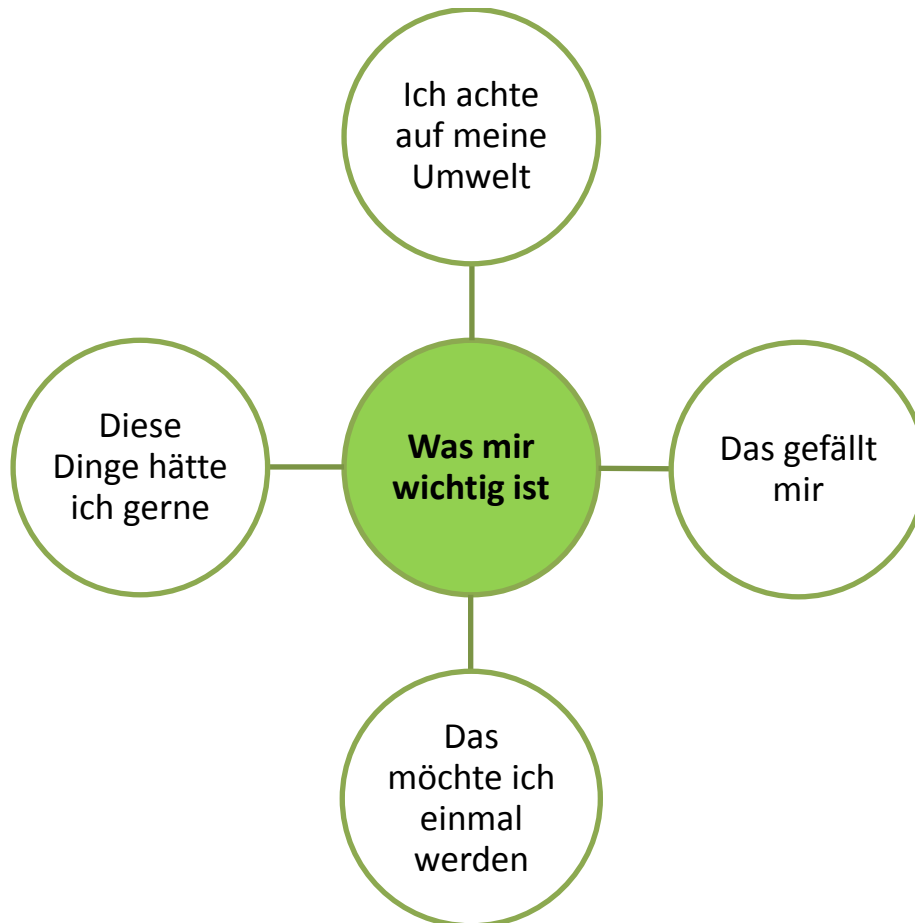 Ich achte
auf meine
Umwelt
Diese
Dinge hätte
ich gerne
Was mir
wichtig ist
Das gefällt
mir
Das
möchte ich
einmal
werden